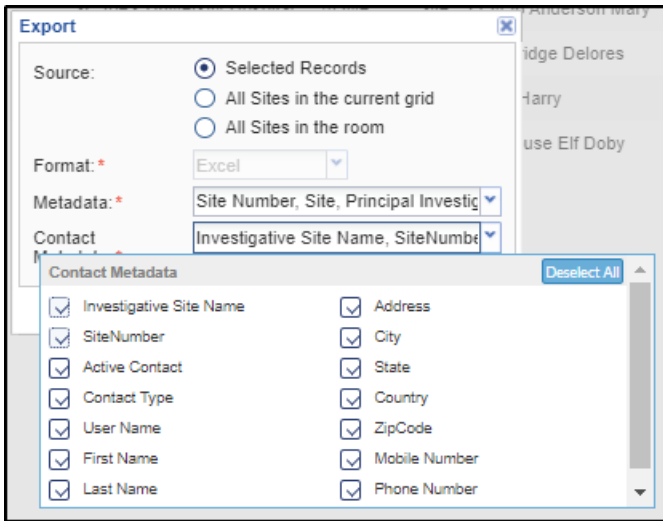 Anderson Mary
Export
idge Delores
Source:
Selected Records
All Sites in the current grid
Harry
All Sites in the room
use Elf Doby
Format:*
Excel
Metadata:*
Site Number, Site, Principal Investig
Contact
Investigative Site Name, SiteNumbe
Contact Metadata
Deselect All
Investigative Site Name
Address
SiteNumber
City
Active Contact
State
Contact Type
Country
User Name
ZipCode
First Name
Mobile Number
Last Name
Phone Number